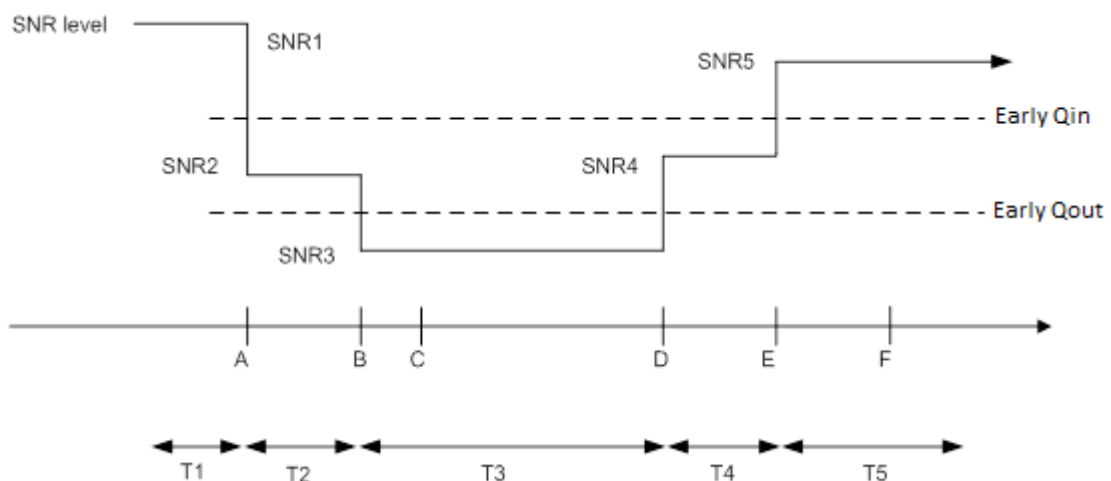 SNR level
SNR1
SNR5
Early Qin
SNR2
SNR4
Early Qout
SNR3
A B C D E F
T1 T2 T3 T4 T5